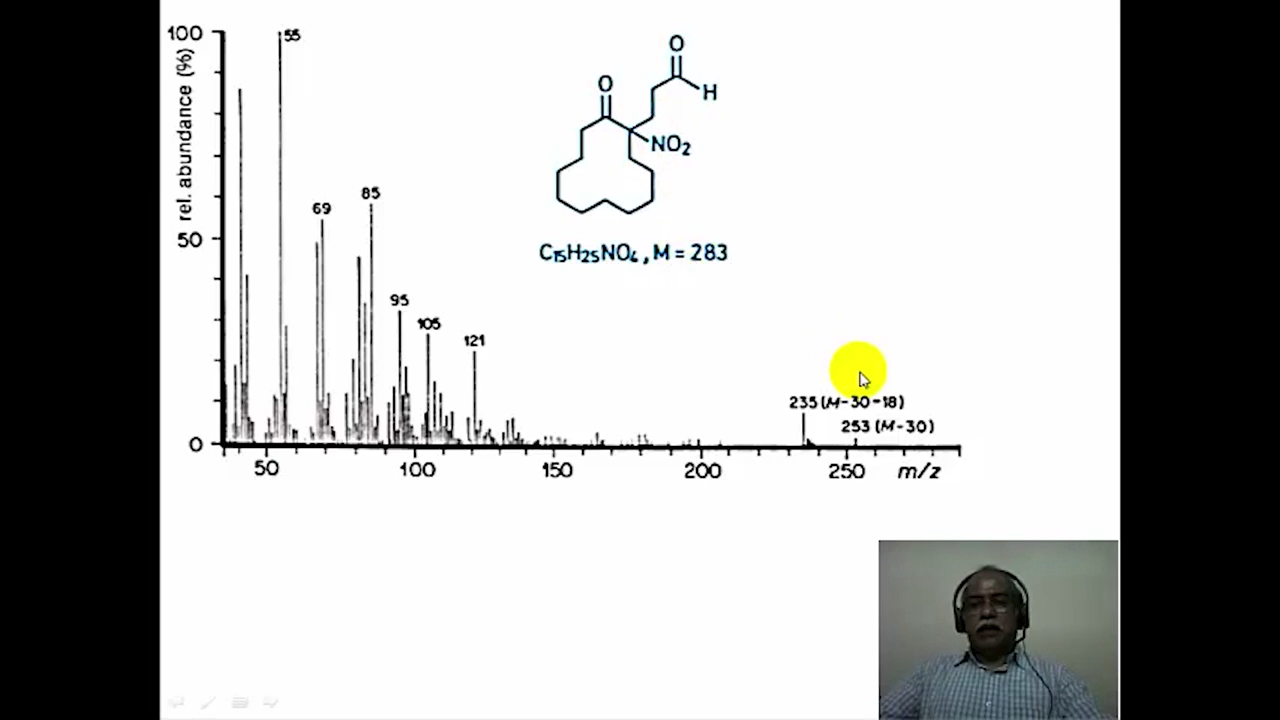 100
rel. abundance (%)
50
0
55
69
85
95
105
121
235 (M-30-18)
253 (M-30)
50
100
150
200
250
m/z
O
O
H
NO₂
C₁₅H₂₅NO₄, M = 283